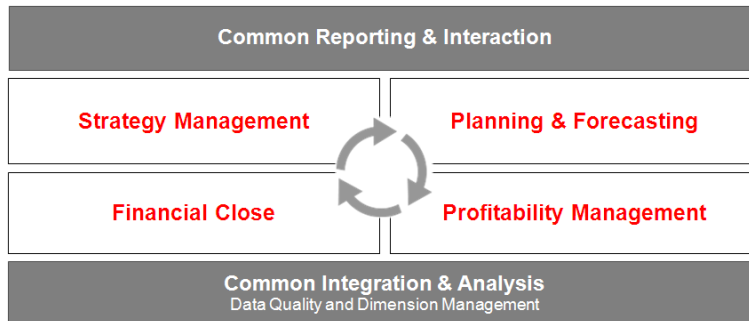 Common Reporting & Interaction
Strategy Management
Planning & Forecasting
Financial Close
Profitability Management
Common Integration & Analysis
Data Quality and Dimension Management